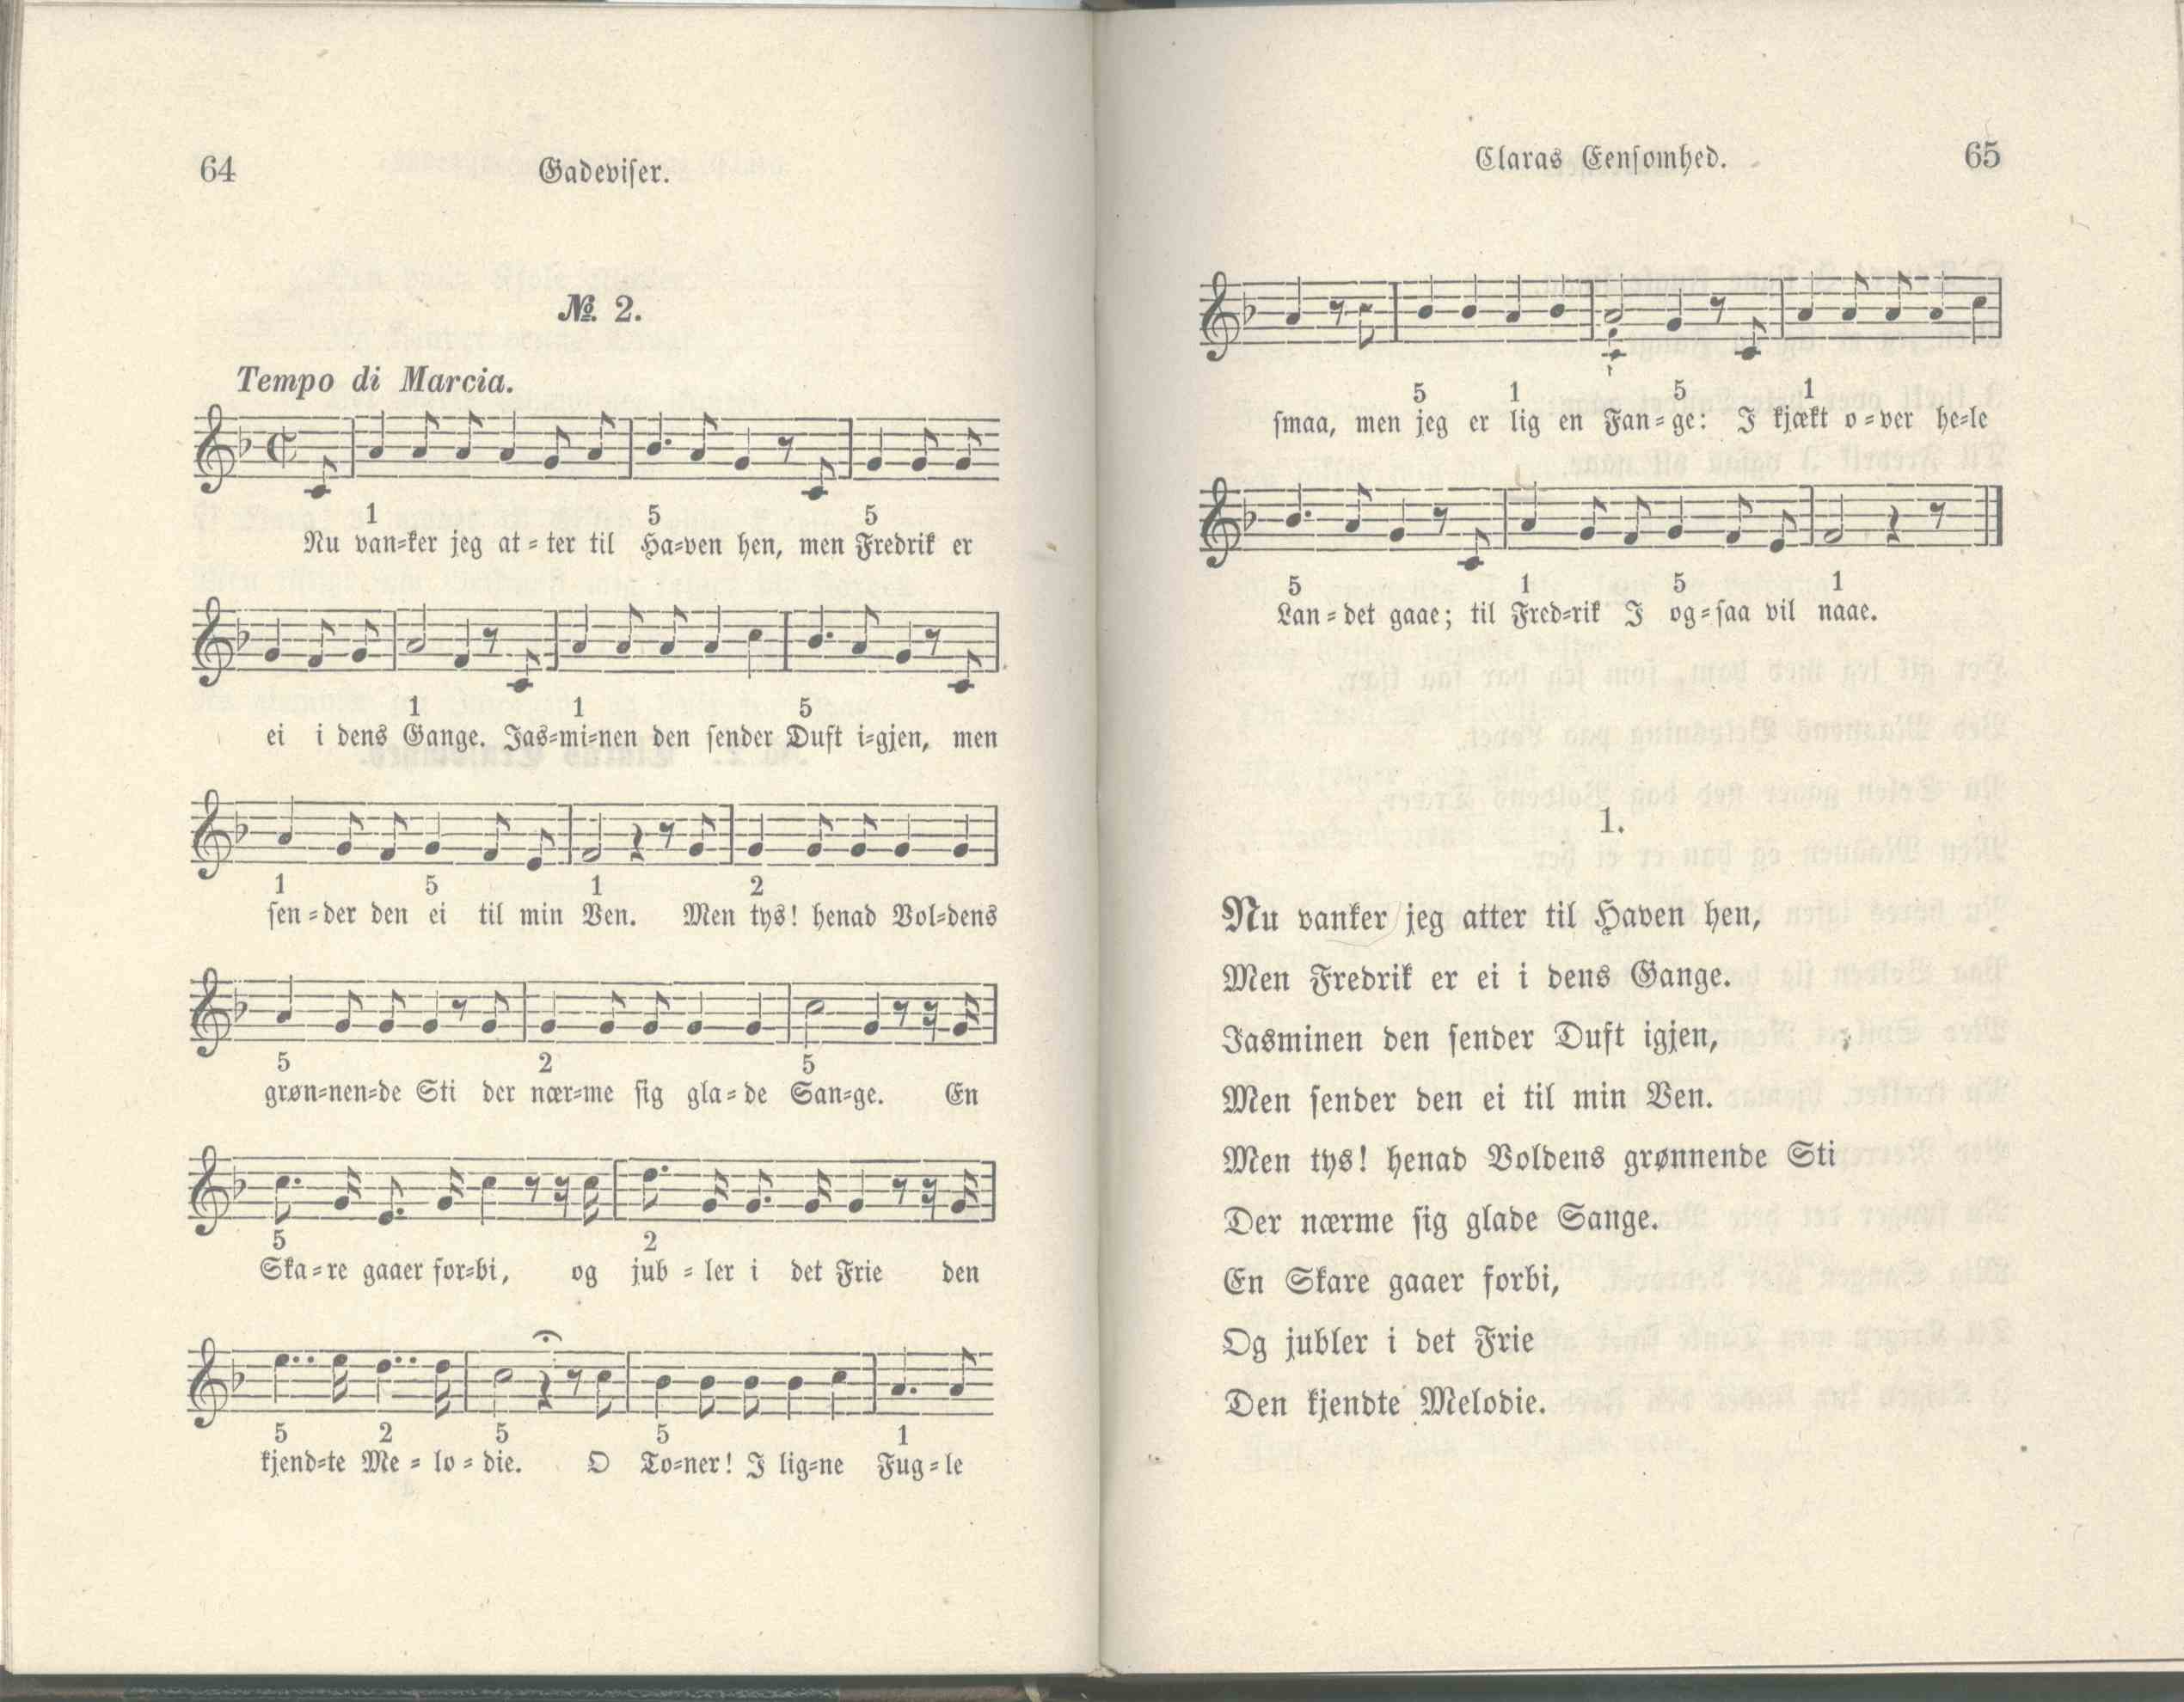 64
Gadeviser.
№. 2.
Tempo di Marcia.
1 5 5
Nu van=ker jeg at=ter til Ha=ven hen, men Fredrik er
1 1 5
ei i dens Gange. Jas=mi=nen den sender Duft i=gjen, men
1 5 1 2
sen=der den ei til min Ven. Men tys! henad Vol=dens
5 2 5
grøn=nen=de Sti der nær=me sig gla=de San=ge. En
5 2
Ska=re gaaer for=bi, og jub=ler i det Frie den
5 2 5 5 1
kjend=te Me=lo=die. O To=ner! I lig=ne Fug=le
Claras Eensomhed.
65
5 1 5 1
smaa, men jeg er lig en Fan=ge: I kjækt o=ver he=le
5 1 5 1
Lan=det gaae; til Fred=rik I og=saa vil naae.
1.
Nu vanker jeg atter til Haven hen,
Men Fredrik er ei i dens Gange.
Jasminen den sender Duft igjen,
Men sender den ei til min Ven.
Men tys! henad Voldens grønnende Sti
Der nærme sig glade Sange.
En Skare gaaer forbi,
Og jubler i det Frie
Den kjendte Melodie.